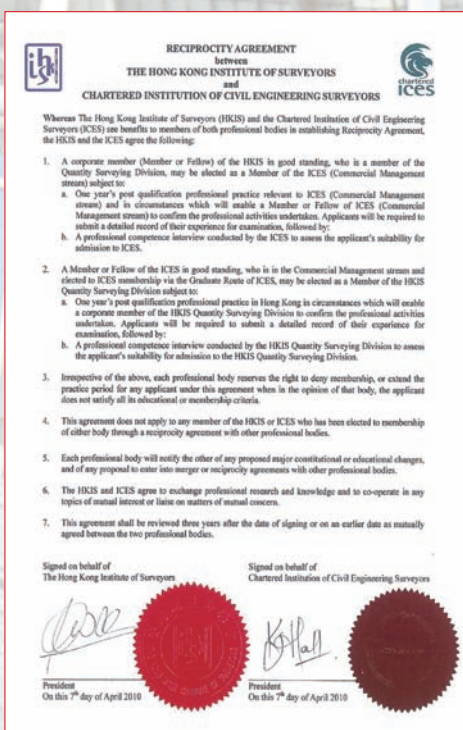 RECIPROCITY AGREEMENT
between
THE HONG KONG INSTITUTE OF SURVEYORS
and
CHARTERED INSTITUTION OF CIVIL ENGINEERING SURVEYORS
chartered
ICES
Whereas The Hong Kong Institute of Surveyors (HKIS) and the Chartered Institution of Civil Engineering
Surveyors (ICES) see benefits to members of both professional bodies in establishing Reciprocity Agreement,
the HKIS and the ICES agree the following:
1. A corporate member (Member or Fellow) of the HKIS in good standing, who is a member of the
Quantity Surveying Division, may be elected as a Member of the ICES (Commercial Management
stream) subject to:
a. One year's post qualification professional practice relevant to ICES (Commercial Management
stream) and in circumstances which will enable a Member or Fellow of ICES (Commercial
Management stream) to confirm the professional activities undertaken. Applicants will be required to
submit a detailed record of their experience for examination, followed by:
b. A professional competence interview conducted by the ICES to assess the applicant's suitability for
admission to ICES.
2. A Member or Fellow of the ICES in good standing, who is in the Commercial Management stream and
elected to ICES membership via the Graduate Route of ICES, may be elected as a Member of the HKIS
Quantity Surveying Division subject to:
a. One year's post qualification professional practice in Hong Kong in circumstances which will enable
a corporate member of the HKIS Quantity Surveying Division to confirm the professional activities
undertaken. Applicants will be required to submit a detailed record of their experience for
examination, followed by:
b. A professional competence interview conducted by the HKIS Quantity Surveying Division to assess
the applicant's suitability for admission to the HKIS Quantity Surveying Division.
3. Irrespective of the above, each professional body reserves the right to deny membership, or extend the
practice period for any applicant under this agreement when in the opinion of that body, the applicant
does not satisfy all its educational or membership criteria.
4. This agreement does not apply to any member of the HKIS or ICES who has been elected to membership
of either body through a reciprocity agreement with other professional bodies.
5. Each professional body will notify the other of any proposed major constitutional or educational changes,
and of any proposal to enter into merger or reciprocity agreements with other professional bodies.
6. The HKIS and ICES agree to exchange professional research and knowledge and to co-operate in any
topics of mutual interest or liaise on matters of mutual concern.
7. This agreement shall be reviewed three years after the date of signing or on an earlier date as mutually
agreed between the two professional bodies.
Signed on behalf of
The Hong Kong Institute of Surveyors
President
On this 7th day of April 2010
Signed on behalf of
Chartered Institution of Civil Engineering Surveyors
President
On this 7th day of April 2010